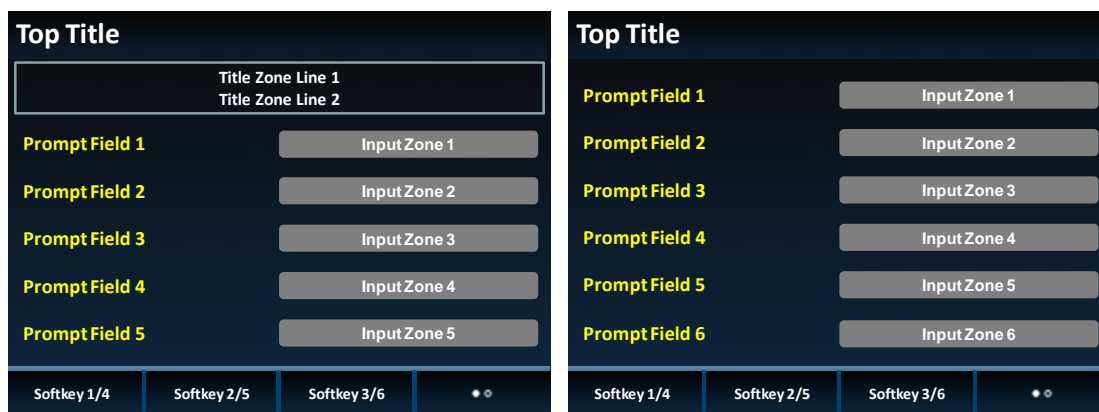 Top Title
Title Zone Line 1
Title Zone Line 2
Prompt Field 1 Input Zone 1
Prompt Field 2 Input Zone 2
Prompt Field 3 Input Zone 3
Prompt Field 4 Input Zone 4
Prompt Field 5 Input Zone 5
Softkey 1/4 Softkey 2/5 Softkey 3/6
Top Title
Prompt Field 1 Input Zone 1
Prompt Field 2 Input Zone 2
Prompt Field 3 Input Zone 3
Prompt Field 4 Input Zone 4
Prompt Field 5 Input Zone 5
Prompt Field 6 Input Zone 6
Softkey 1/4 Softkey 2/5 Softkey 3/6